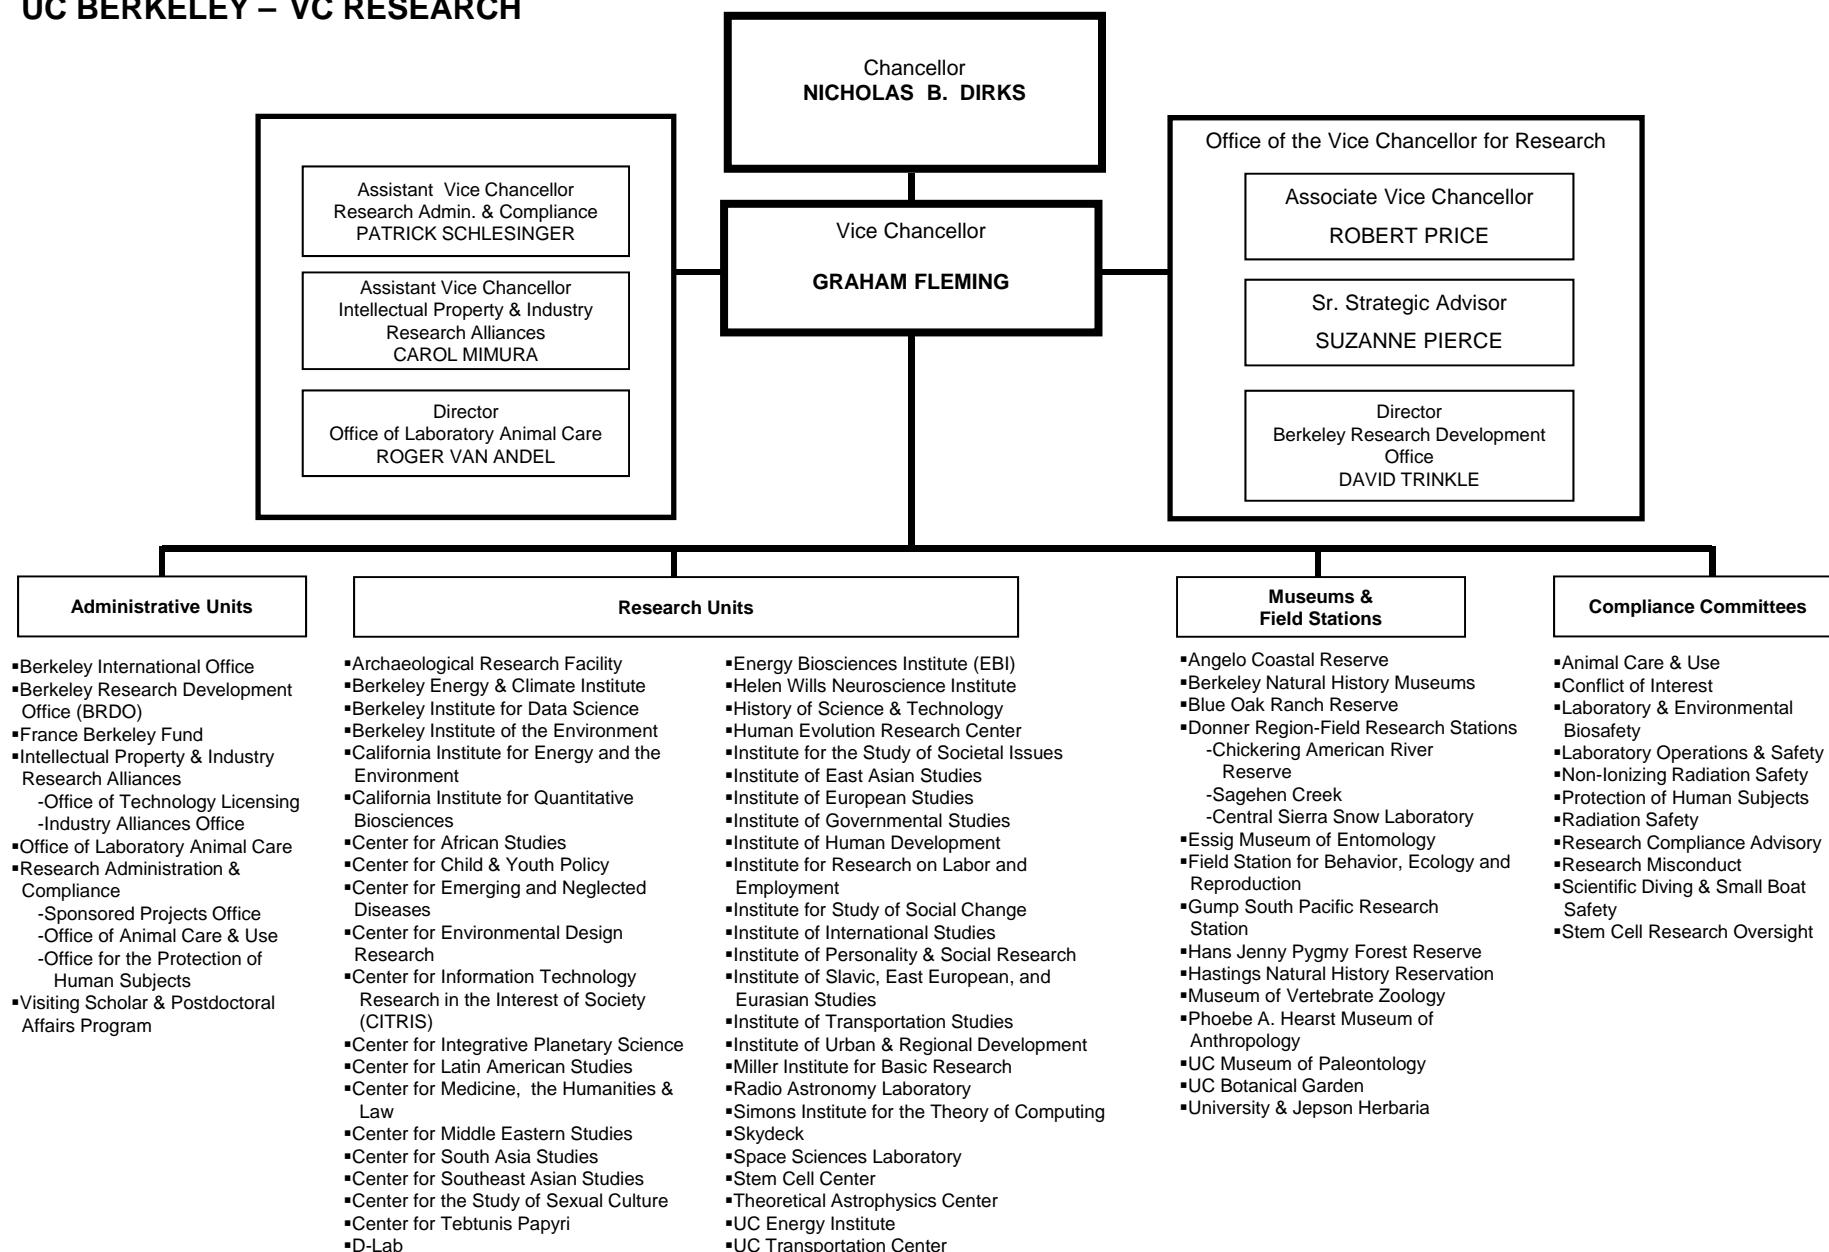 UC BERKELEY – VC RESEARCH
Chancellor
NICHOLAS B. DIRKS
Assistant Vice Chancellor
Research Admin. & Compliance
PATRICK SCHLESINGER
Assistant Vice Chancellor
Intellectual Property & Industry
Research Alliances
CAROL MIMURA
Director
Office of Laboratory Animal Care
ROGER VAN ANDEL
Vice Chancellor
GRAHAM FLEMING
Office of the Vice Chancellor for Research
Associate Vice Chancellor
ROBERT PRICE
Sr. Strategic Advisor
SUZANNE PIERCE
Director
Berkeley Research Development
Office
DAVID TRINKLE
Administrative Units
▪Berkeley International Office
▪Berkeley Research Development
Office (BRDO)
▪France Berkeley Fund
▪Intellectual Property & Industry
Research Alliances
-Office of Technology Licensing
-Industry Alliances Office
▪Office of Laboratory Animal Care
▪Research Administration &
Compliance
-Sponsored Projects Office
-Office of Animal Care & Use
-Office for the Protection of
Human Subjects
▪Visiting Scholar & Postdoctoral
Affairs Program
Research Units
▪Archaeological Research Facility
▪Berkeley Energy & Climate Institute
▪Berkeley Institute for Data Science
▪Berkeley Institute of the Environment
▪California Institute for Energy and the
Environment
▪California Institute for Quantitative
Biosciences
▪Center for African Studies
▪Center for Child & Youth Policy
▪Center for Emerging and Neglected
Diseases
▪Center for Environmental Design
Research
▪Center for Information Technology
Research in the Interest of Society
(CITRIS)
▪Center for Integrative Planetary Science
▪Center for Latin American Studies
▪Center for Medicine, the Humanities &
Law
▪Center for Middle Eastern Studies
▪Center for South Asia Studies
▪Center for Southeast Asian Studies
▪Center for the Study of Sexual Culture
▪Center for Tebtunis Papyri
▪D-Lab
▪Energy Biosciences Institute (EBI)
▪Helen Wills Neuroscience Institute
▪History of Science & Technology
▪Human Evolution Research Center
▪Institute for the Study of Societal Issues
▪Institute of East Asian Studies
▪Institute of European Studies
▪Institute of Governmental Studies
▪Institute of Human Development
▪Institute for Research on Labor and
Employment
▪Institute for Study of Social Change
▪Institute of International Studies
▪Institute of Personality & Social Research
▪Institute of Slavic, East European, and
Eurasian Studies
▪Institute of Transportation Studies
▪Institute of Urban & Regional Development
▪Miller Institute for Basic Research
▪Radio Astronomy Laboratory
▪Simons Institute for the Theory of Computing
▪Skydeck
▪Space Sciences Laboratory
▪Stem Cell Center
▪Theoretical Astrophysics Center
▪UC Energy Institute
▪UC Transportation Center
Museums &
Field Stations
▪Angelo Coastal Reserve
▪Berkeley Natural History Museums
▪Blue Oak Ranch Reserve
▪Donner Region-Field Research Stations
-Chickering American River
Reserve
-Sagehen Creek
-Central Sierra Snow Laboratory
▪Essig Museum of Entomology
▪Field Station for Behavior, Ecology and
Reproduction
▪Gump South Pacific Research
Station
▪Hans Jenny Pygmy Forest Reserve
▪Hastings Natural History Reservation
▪Museum of Vertebrate Zoology
▪Phoebe A. Hearst Museum of
Anthropology
▪UC Museum of Paleontology
▪UC Botanical Garden
▪University & Jepson Herbaria
Compliance Committees
▪Animal Care & Use
▪Conflict of Interest
▪Laboratory & Environmental
Biosafety
▪Laboratory Operations & Safety
▪Non-Ionizing Radiation Safety
▪Protection of Human Subjects
▪Radiation Safety
▪Research Compliance Advisory
▪Research Misconduct
▪Scientific Diving & Small Boat
Safety
▪Stem Cell Research Oversight